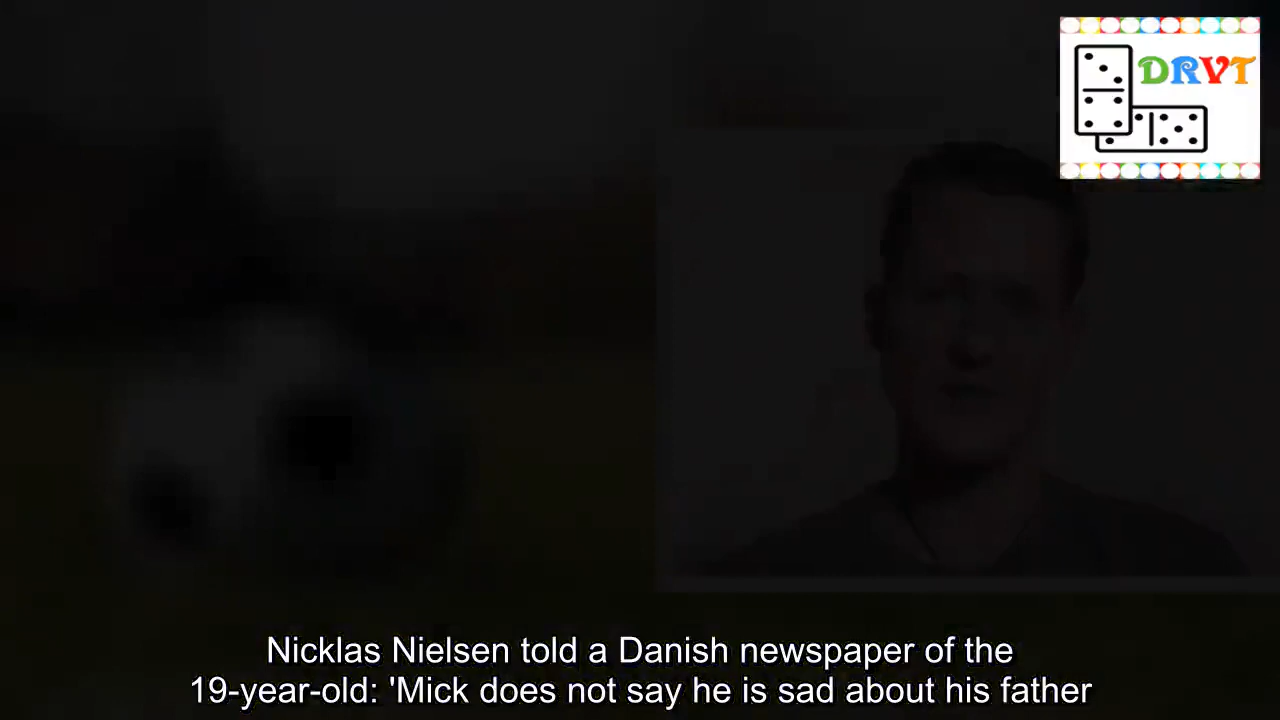 DRVT
Nicklas Nielsen told a Danish newspaper of the
19-year-old: 'Mick does not say he is sad about his father